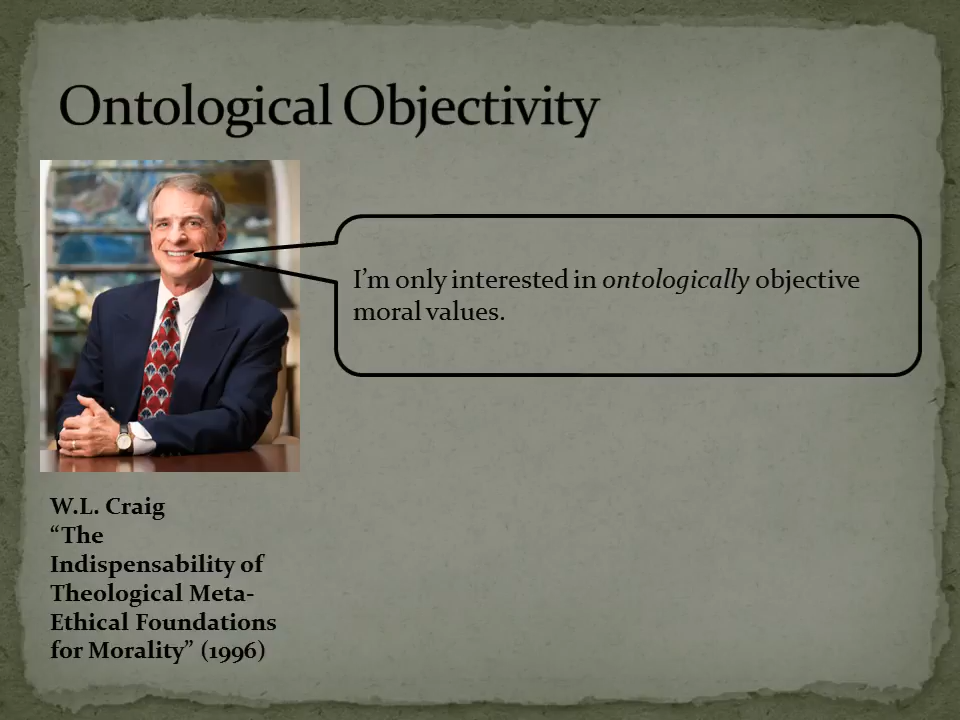 Ontological Objectivity
I'm only interested in ontologically objective
moral values.
W.L. Craig
“The
Indispensability of
Theological Meta-
Ethical Foundations
for Morality” (1996)